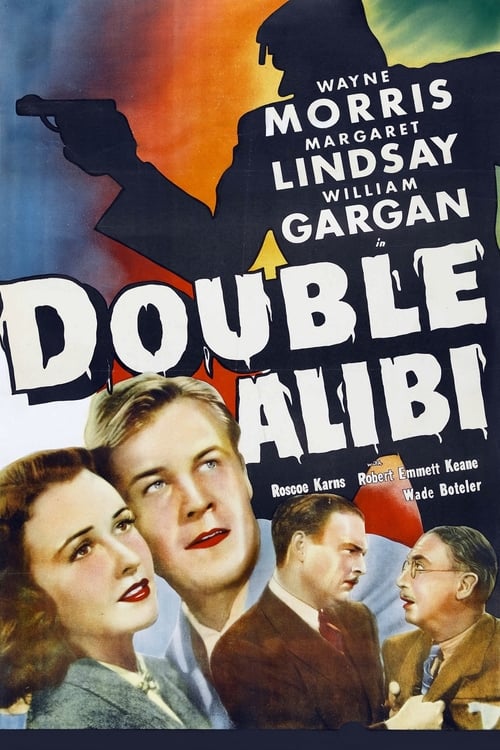 WAYNE
MORRIS
MARGARET
LINDSAY
WILLIAM
GARGAN
in
DOUBLE
ALIBI
with
Roscoe Karns Robert Emmett Keane
Wade Boteler